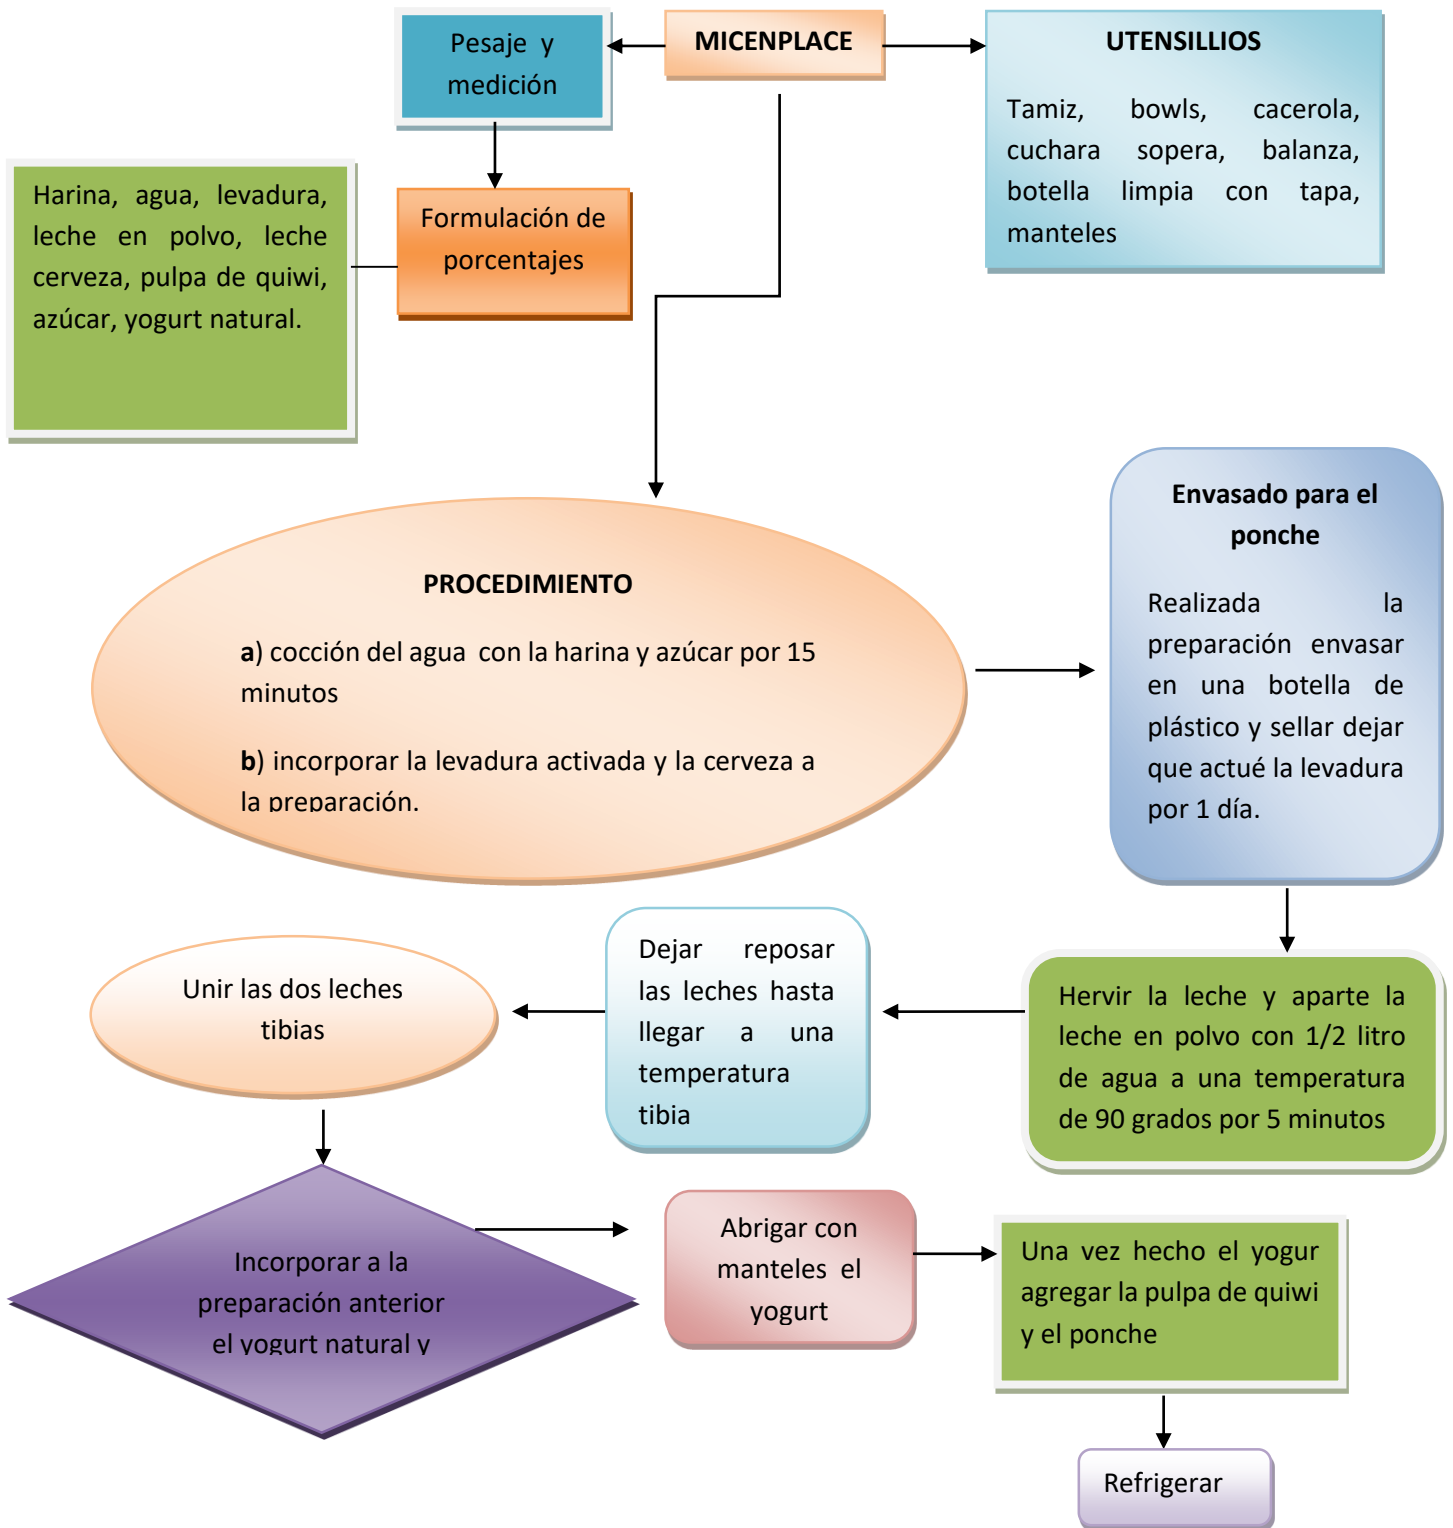 Pesaje y
medición
MICENPLACE
UTENSILLIOS
Tamiz, bowls, cacerola,
cuchara sopera, balanza,
botella limpia con tapa,
manteles
Harina, agua, levadura,
leche en polvo, leche
cerveza, pulpa de quiwi,
azúcar, yogurt natural.
Formulación de
porcentajes
PROCEDIMIENTO
a) cocción del agua con la harina y azúcar por 15
minutos
b) incorporar la levadura activada y la cerveza a
la preparación.
Envasado para el
ponche
Realizada la
preparación envasar
en una botella de
plástico y sellar dejar
que actué la levadura
por 1 día.
Hervir la leche y aparte la
leche en polvo con 1/2 litro
de agua a una temperatura
de 90 grados por 5 minutos
Dejar reposar
las leches hasta
llegar a una
temperatura
tibia
Unir las dos leches
tibias
Incorporar a la
preparación anterior
el yogurt natural y
Abrigar con
manteles el
yogurt
Una vez hecho el yogur
agregar la pulpa de quiwi
y el ponche
Refrigerar